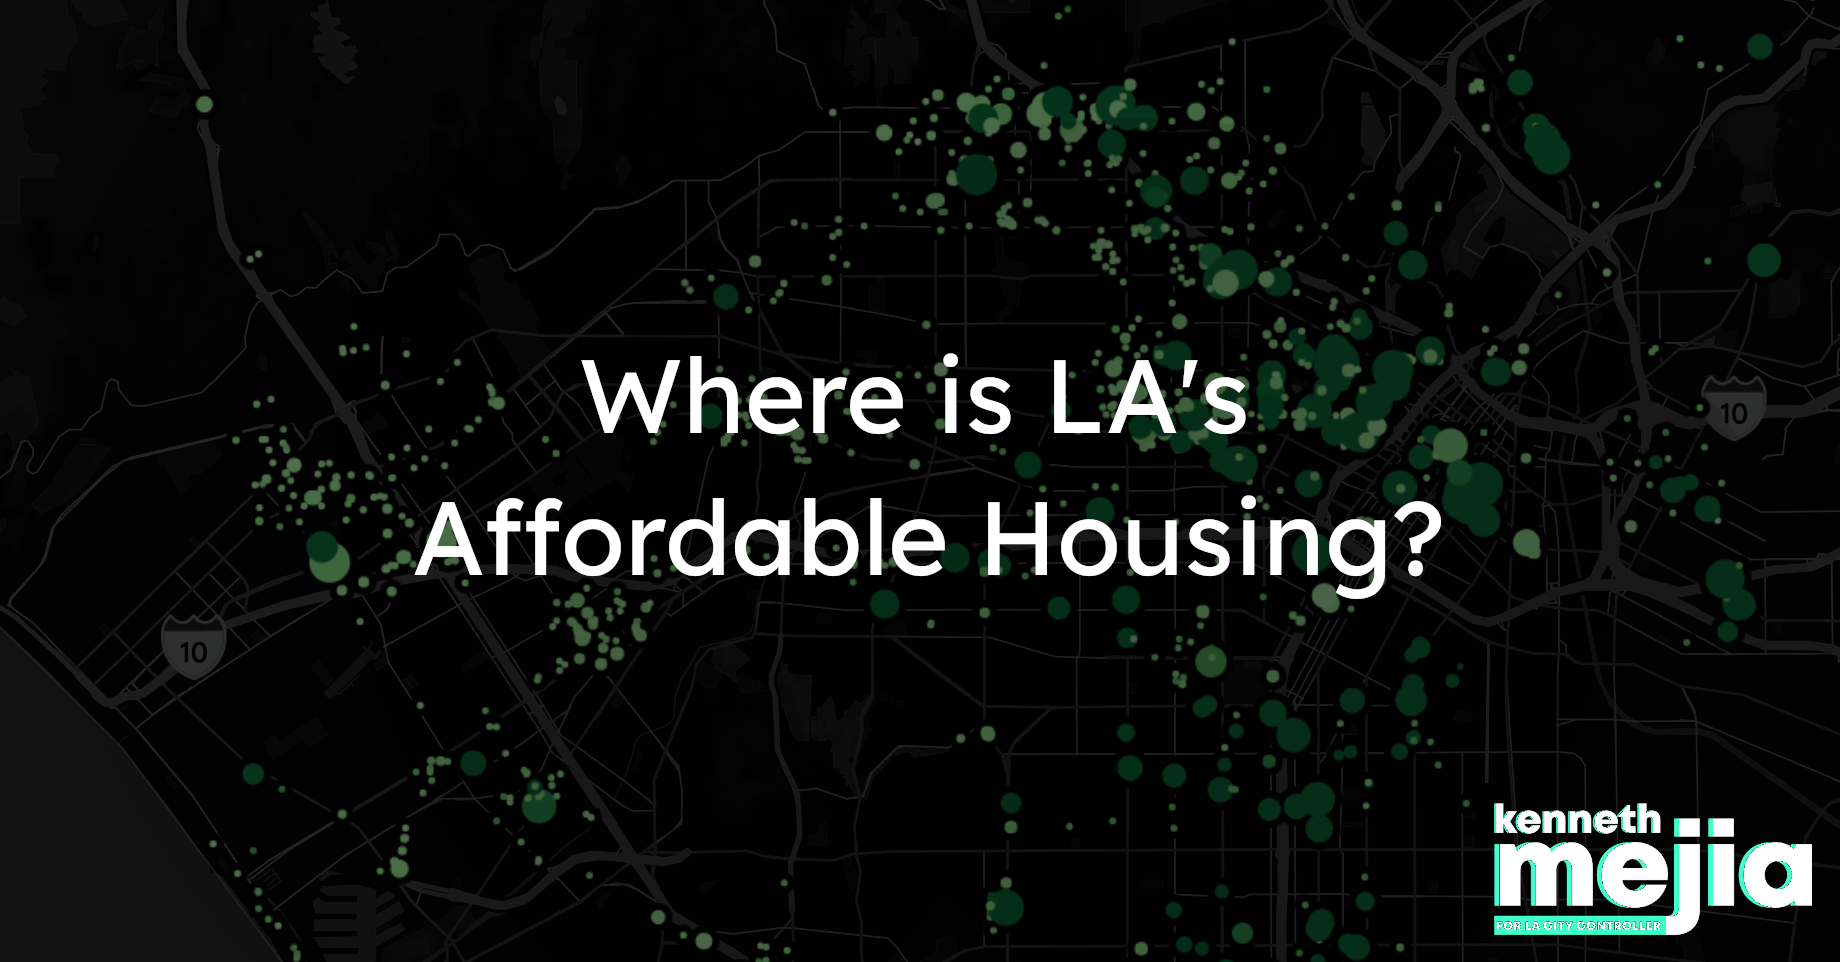 Where is LA's
Affordable Housing?
10
10
kenneth
mejia
FOR LA CITY CONTROLLER